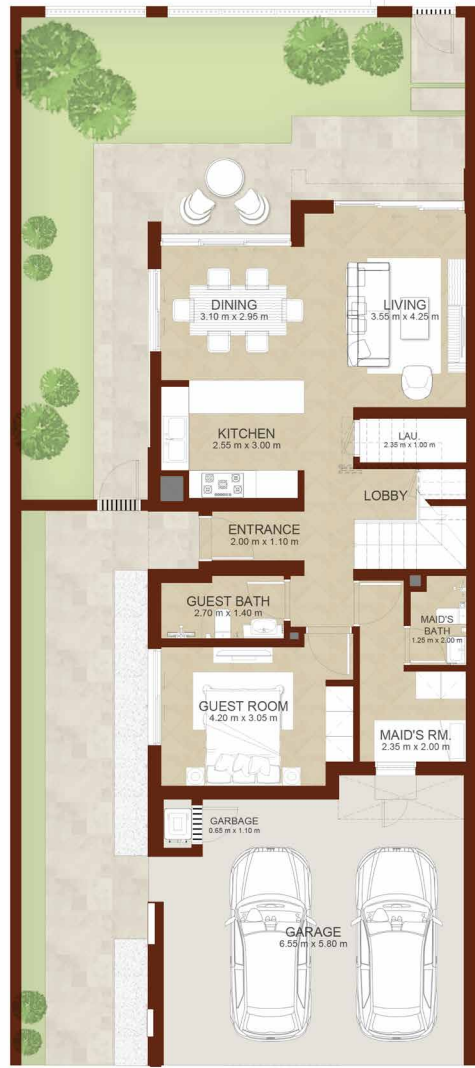 DINING
3.10 m x 2.95 m
LIVING
3.55 m x 4.25 m
KITCHEN
2.55 m x 3.00 m
LAU.
2.35 m x 1.00 m
LOBBY
ENTRANCE
2.00 m x 1.10 m
GUEST BATH
2.70 m x 1.40 m
MAID'S
BATH
1.25 m x 2.00 m
GUEST ROOM
4.20 m x 3.05 m
MAID'S RM.
2.35 m x 2.00 m
GARBAGE
0.68 m x 1.10 m
GARAGE
6.55 m x 5.80 m